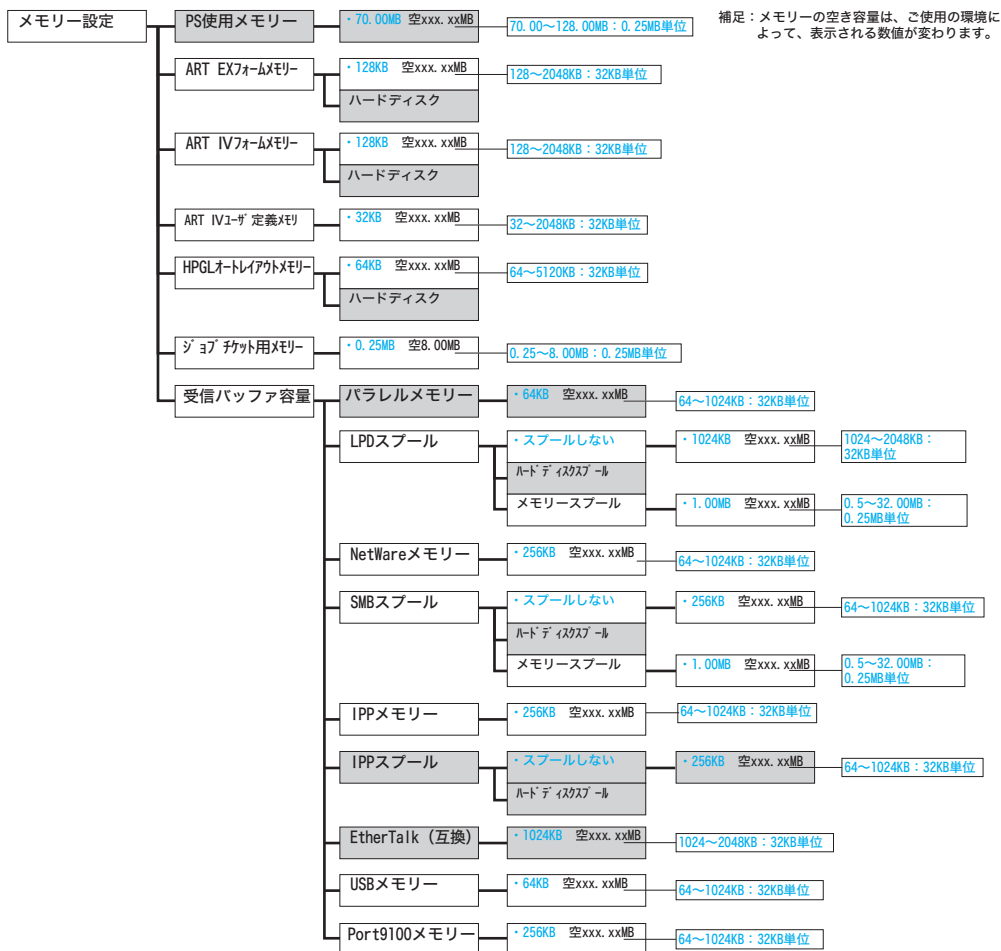 メモリー設定
PS使用メモリー
・70.00MB 空xxx.xxMB
70.00～128.00MB：0.25MB単位
補足：メモリーの空き容量は、ご使用の環境に
よって、表示される数値が変わります。
ART EXフォームメモリー
・128KB 空xxx.xxMB
128～2048KB：32KB単位
ハードディスク
ART IVフォームメモリー
・128KB 空xxx.xxMB
128～2048KB：32KB単位
ハードディスク
ART IVユーザ定義メモリ
・32KB 空xxx.xxMB
32～2048KB：32KB単位
HPGLオートレイアウトメモリー
・64KB 空xxx.xxMB
64～5120KB：32KB単位
ハードディスク
ジョブチケット用メモリー
・0.25MB 空8.00MB
0.25～8.00MB：0.25MB単位
受信バッファ容量
パラレルメモリー
・64KB 空xxx.xxMB
64～1024KB：32KB単位
LPDスプール
・スプールしない
・1024KB 空xxx.xxMB
1024～2048KB：
32KB単位
ハードディスクスプール
メモリースプール
・1.00MB 空xxx.xxMB
0.5～32.00MB：
0.25MB単位
NetWareメモリー
・256KB 空xxx.xxMB
64～1024KB：32KB単位
SMBスプール
・スプールしない
・256KB 空xxx.xxMB
64～1024KB：32KB単位
ハードディスクスプール
メモリースプール
・1.00MB 空xxx.xxMB
0.5～32.00MB：
0.25MB単位
IPPメモリー
・256KB 空xxx.xxMB
64～1024KB：32KB単位
IPPスプール
・スプールしない
・256KB 空xxx.xxMB
64～1024KB：32KB単位
ハードディスクスプール
EtherTalk（互換）
・1024KB 空xxx.xxMB
1024～2048KB：32KB単位
USBメモリー
・64KB 空xxx.xxMB
64～1024KB：32KB単位
Port9100メモリー
・256KB 空xxx.xxMB
64～1024KB：32KB単位